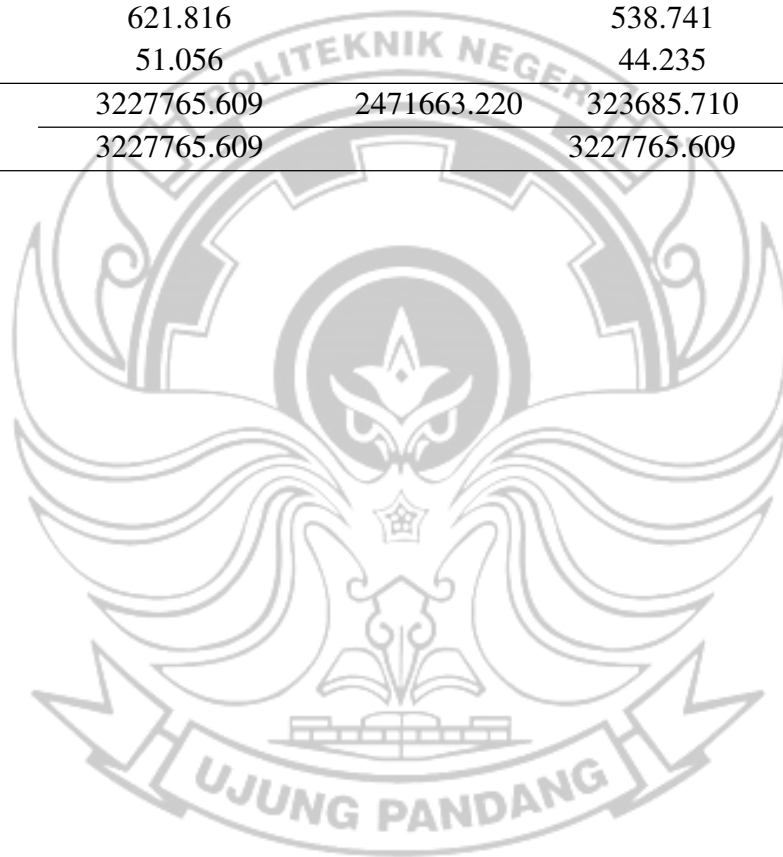 621.816 538.741
51.056 44.235
3227765.609 2471663.220 323685.710
3227765.609 3227765.609
POLITEKNIK NEGERI
UJUNG PANDANG